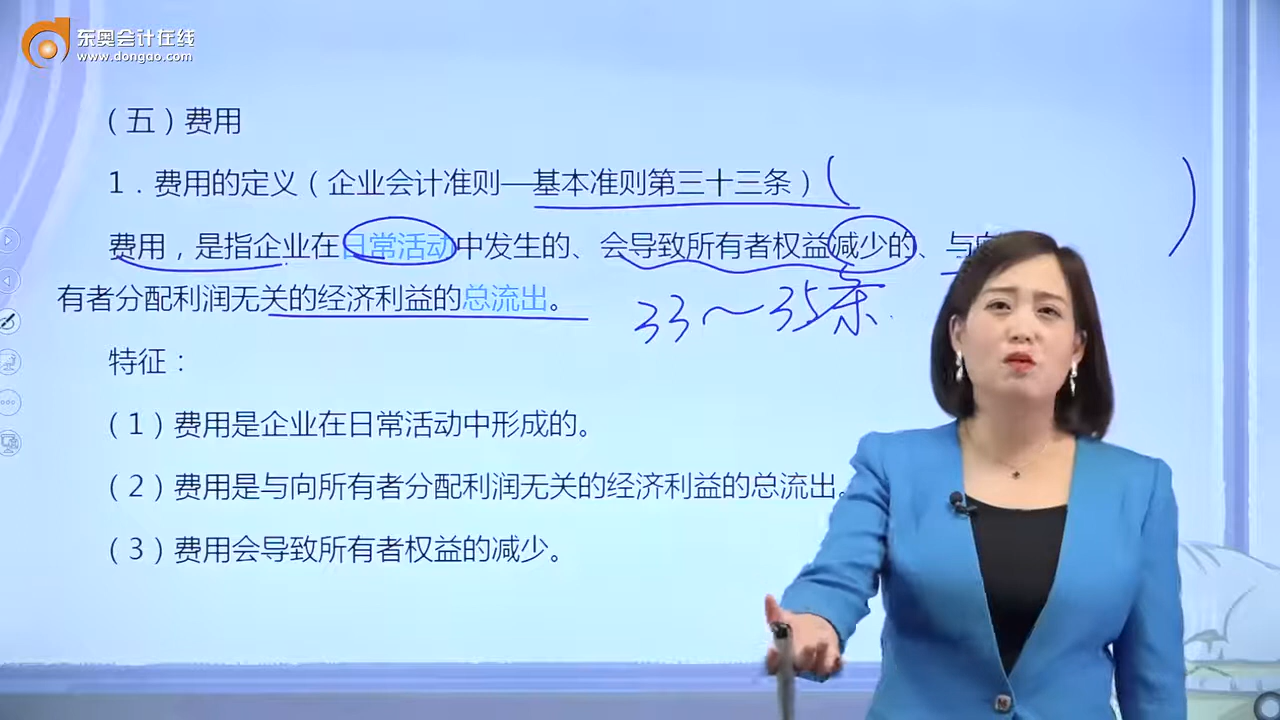 东奥会计在线
www.dongao.com
（五）费用
1．费用的定义（企业会计准则—基本准则第三十三条）
费用，是指企业在日常活动中发生的、会导致所有者权益减少的、与向
有者分配利润无关的经济利益的总流出。
33～35条
特征：
（1）费用是企业在日常活动中形成的。
（2）费用是与向所有者分配利润无关的经济利益的总流出。
（3）费用会导致所有者权益的减少。